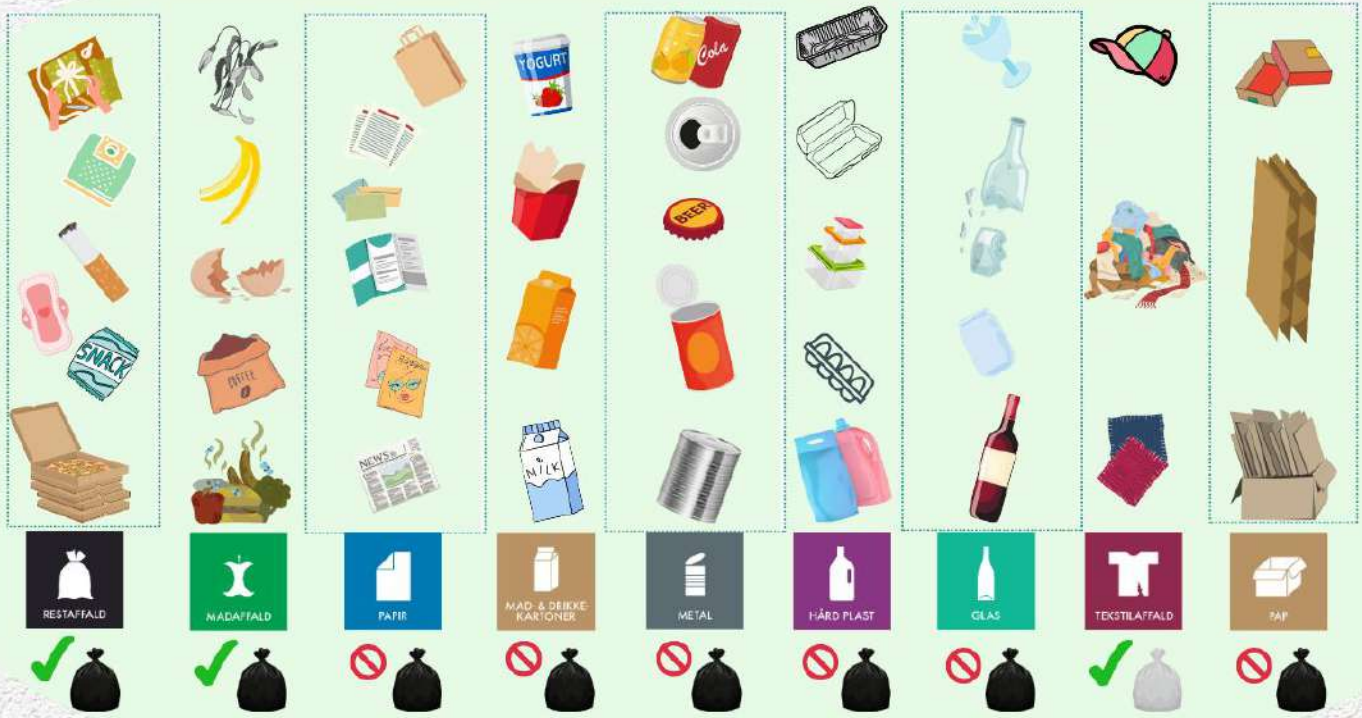 YOGURT
Cola
BEER
SNACK
COFFEE
MILK
NEWS
RESTAFFALD
MADAFFALD
PAPIR
MAD- & DRIKKE-
KARTONER
METAL
HÅRD PLAST
GLAS
TEKSTILAFFALD
PAP